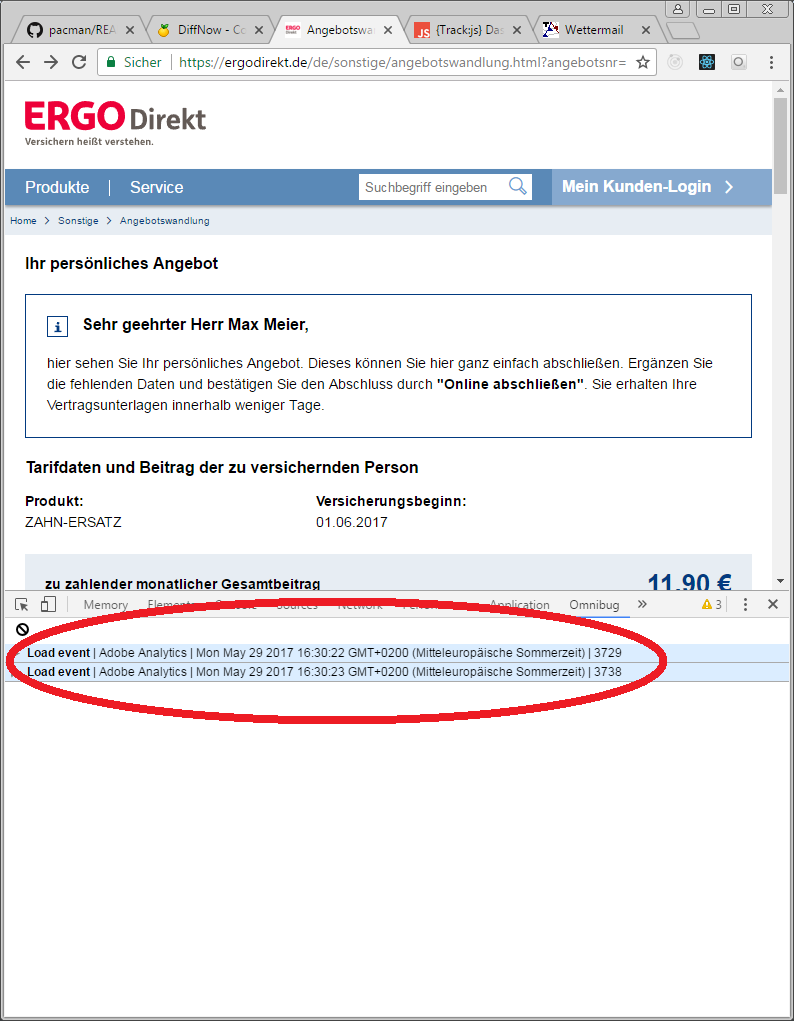 pacman/REA
DiffNow - Co
Angebotswan
{Track:js} Das
Wettermail
Sicher
https://ergodirekt.de/de/sonstige/angebotswandlung.html?angebotsnr=
ERGO Direkt
Versichern heißt verstehen.
Produkte | Service
Suchbegriff eingeben
Mein Kunden-Login
Home > Sonstige > Angebotswandlung
Ihr persönliches Angebot
Sehr geehrter Herr Max Meier,
hier sehen Sie Ihr persönliches Angebot. Dieses können Sie hier ganz einfach abschließen. Ergänzen Sie
die fehlenden Daten und bestätigen Sie den Abschluss durch "Online abschließen". Sie erhalten Ihre
Vertragsunterlagen innerhalb weniger Tage.
Tarifdaten und Beitrag der zu versichernden Person
Produkt: Versicherungsbeginn:
ZAHN-ERSATZ 01.06.2017
zu zahlender monatlicher Gesamtbeitrag 11,90 €
Memory Elements Sources Network Application Omnibug » 3
Load event | Adobe Analytics | Mon May 29 2017 16:30:22 GMT+0200 (Mitteleuropäische Sommerzeit) | 3729
Load event | Adobe Analytics | Mon May 29 2017 16:30:23 GMT+0200 (Mitteleuropäische Sommerzeit) | 3738